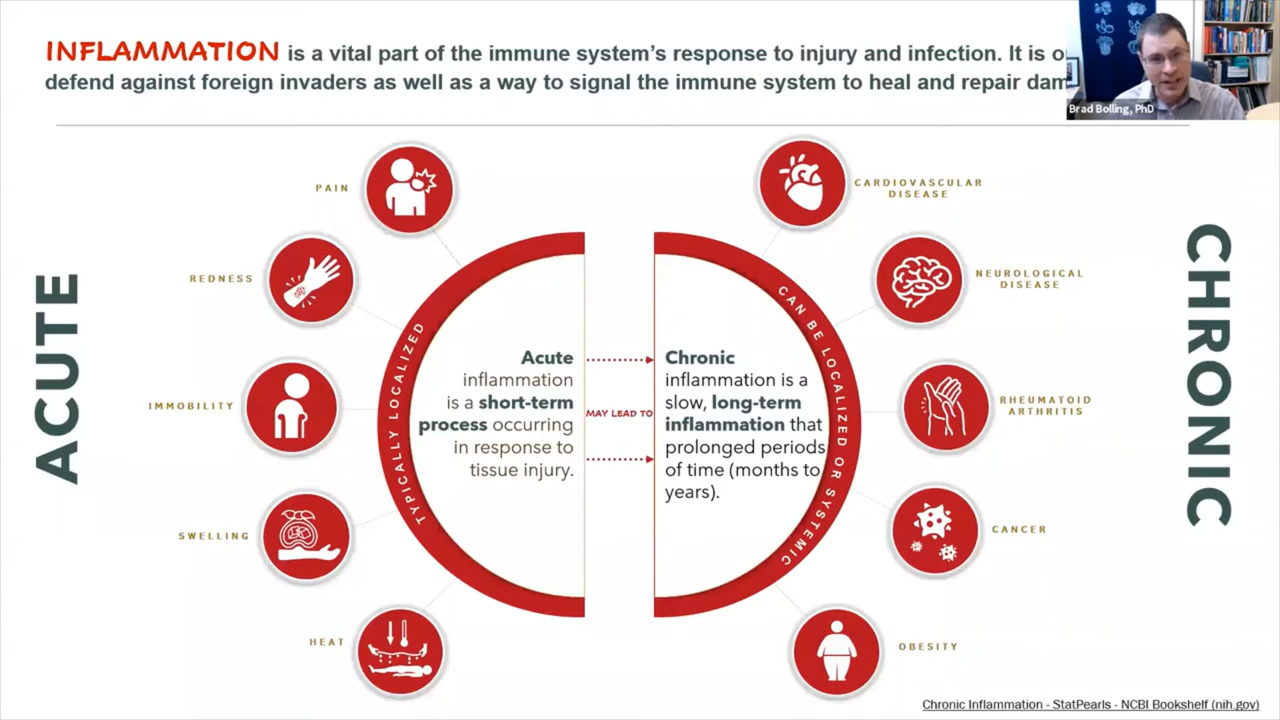 INFLAMMATION is a vital part of the immune system's response to injury and infection. It is
defend against foreign invaders as well as a way to signal the immune system to heal and repair
Brad Bolling, PhD
ACUTE
PAIN
REDNESS
IMMOBILITY
SWELLING
HEAT
TYPICALLY LOCALIZED
Acute
inflammation
is a short-term
process occurring
in response to
tissue injury.
MAY LEAD TO
Chronic
inflammation is a
slow, long-term
inflammation that
prolonged periods
of time (months to
years).
CAN BE LOCALIZED OR SYSTEMIC
CARDIOVASCULAR
DISEASE
NEUROLOGICAL
DISEASE
RHEUMATOID
ARTHRITIS
CANCER
OBESITY
CHRONIC
Chronic Inflammation - StatPearls - NCBI Bookshelf (nih.gov)